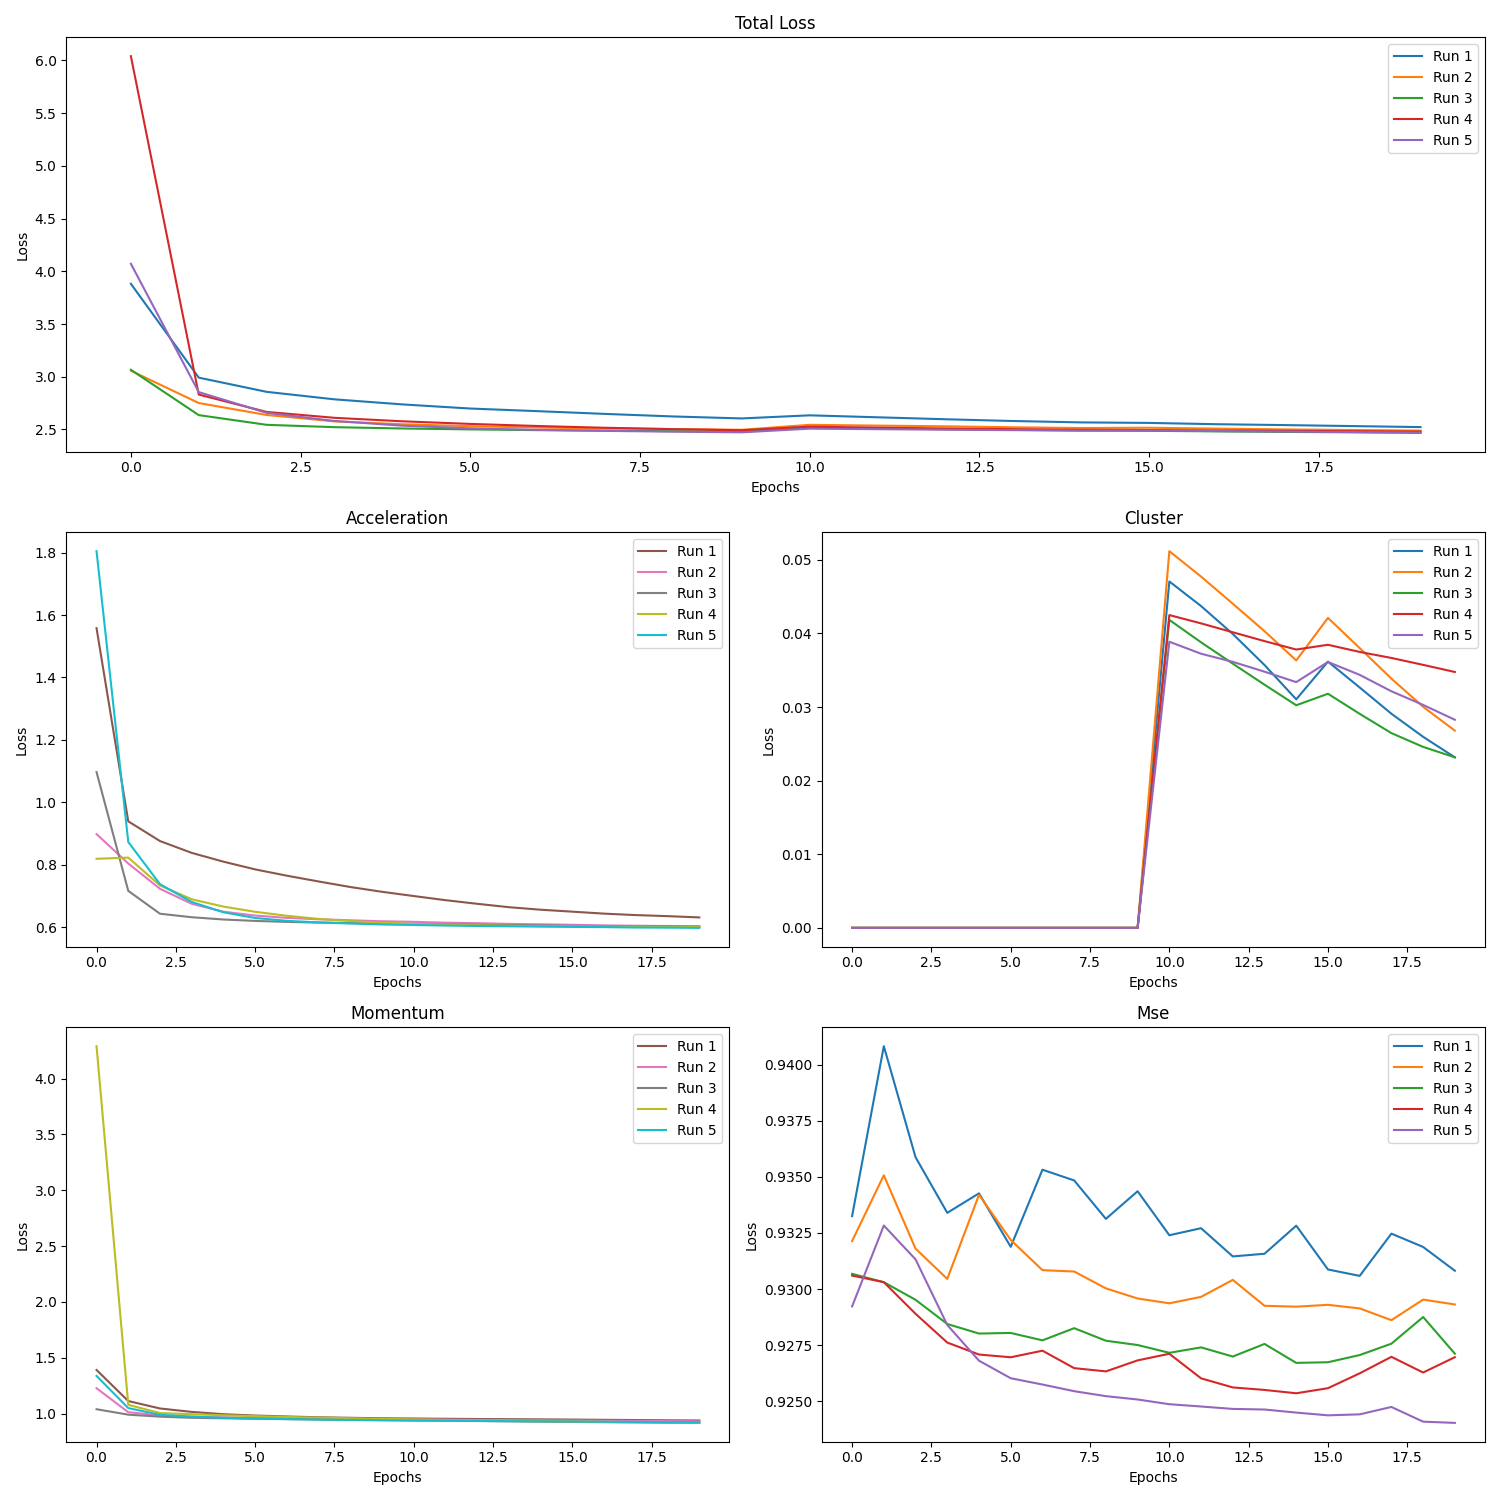 Total Loss
6.0
5.5
5.0
4.5
4.0
3.5
3.0
2.5
Loss
0.0 2.5 5.0 7.5 10.0 12.5 15.0 17.5
Epochs
Run 1
Run 2
Run 3
Run 4
Run 5
Acceleration
1.8
1.6
1.4
1.2
1.0
0.8
0.6
Loss
0.0 2.5 5.0 7.5 10.0 12.5 15.0 17.5
Epochs
Run 1
Run 2
Run 3
Run 4
Run 5
Cluster
0.05
0.04
0.03
0.02
0.01
0.00
Loss
0.0 2.5 5.0 7.5 10.0 12.5 15.0 17.5
Epochs
Run 1
Run 2
Run 3
Run 4
Run 5
Momentum
4.0
3.5
3.0
2.5
2.0
1.5
1.0
Loss
0.0 2.5 5.0 7.5 10.0 12.5 15.0 17.5
Epochs
Run 1
Run 2
Run 3
Run 4
Run 5
Mse
0.9400
0.9375
0.9350
0.9325
0.9300
0.9275
0.9250
Loss
0.0 2.5 5.0 7.5 10.0 12.5 15.0 17.5
Epochs
Run 1
Run 2
Run 3
Run 4
Run 5